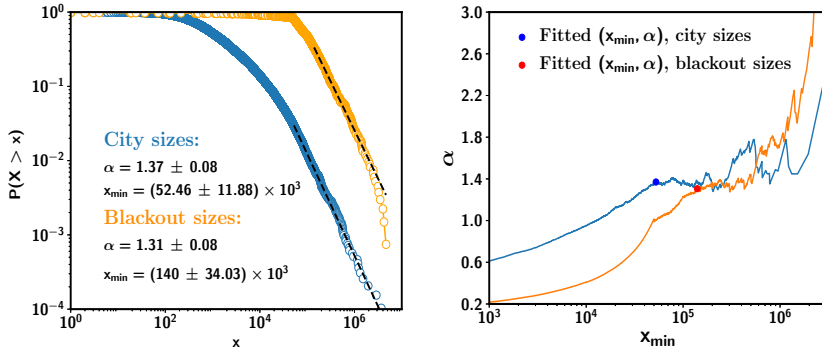 P(X > x)
10^0
10^-1
10^-2
10^-3
10^-4
City sizes:
α = 1.37 ± 0.08
x_min = (52.46 ± 11.88) × 10^3
Blackout sizes:
α = 1.31 ± 0.08
x_min = (140 ± 34.03) × 10^3
10^0 10^2 10^4 10^6
x
α
3.0
2.6
2.2
1.8
1.4
1.0
0.6
0.2
Fitted (x_min, α), city sizes
Fitted (x_min, α), blackout sizes
10^3 10^4 10^5 10^6
x_min